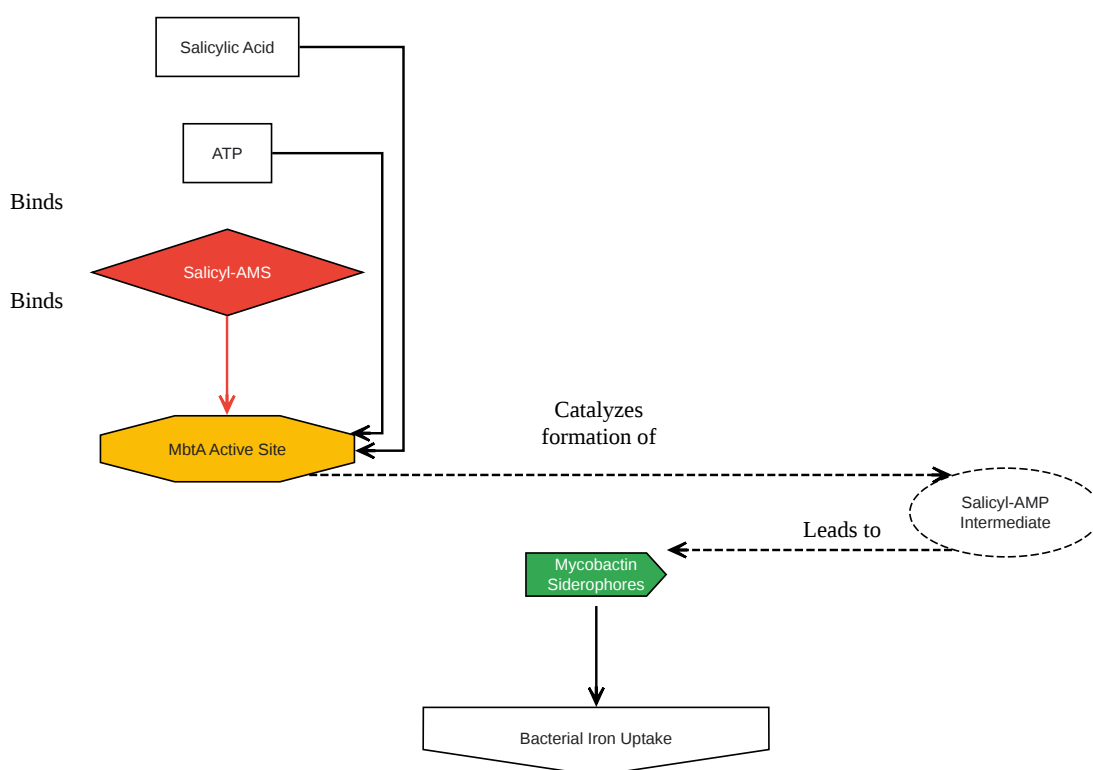 Salicylic Acid
ATP
Binds
Salicyl-AMS
Binds
Catalyzes
formation of
MbtA Active Site
Salicyl-AMP
Intermediate
Leads to
Mycobactin
Siderophores
Bacterial Iron Uptake